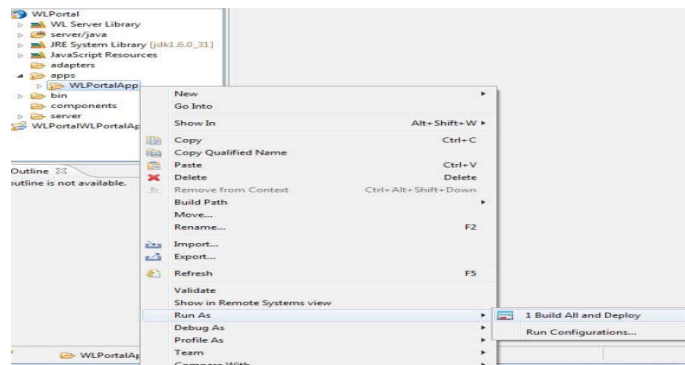 WLPortal
WL Server Library
server/java
JRE System Library [jdk1.6.0_31]
JavaScript Resources
adapters
apps
WLPortalApp
bin
components
server
WLPortalWLPortalAp
Outline
outline is not available.
New
Go Into
Show In Alt+Shift+W
Copy Ctrl+C
Copy Qualified Name
Paste Ctrl+V
Delete Delete
Remove from Context Ctrl+Alt+Shift+Down
Build Path
Move...
Rename... F2
Import...
Export...
Refresh F5
Validate
Show in Remote Systems view
Run As
1 Build All and Deploy
Debug As
Run Configurations...
Profile As
Team
Compare With
WLPortalAp